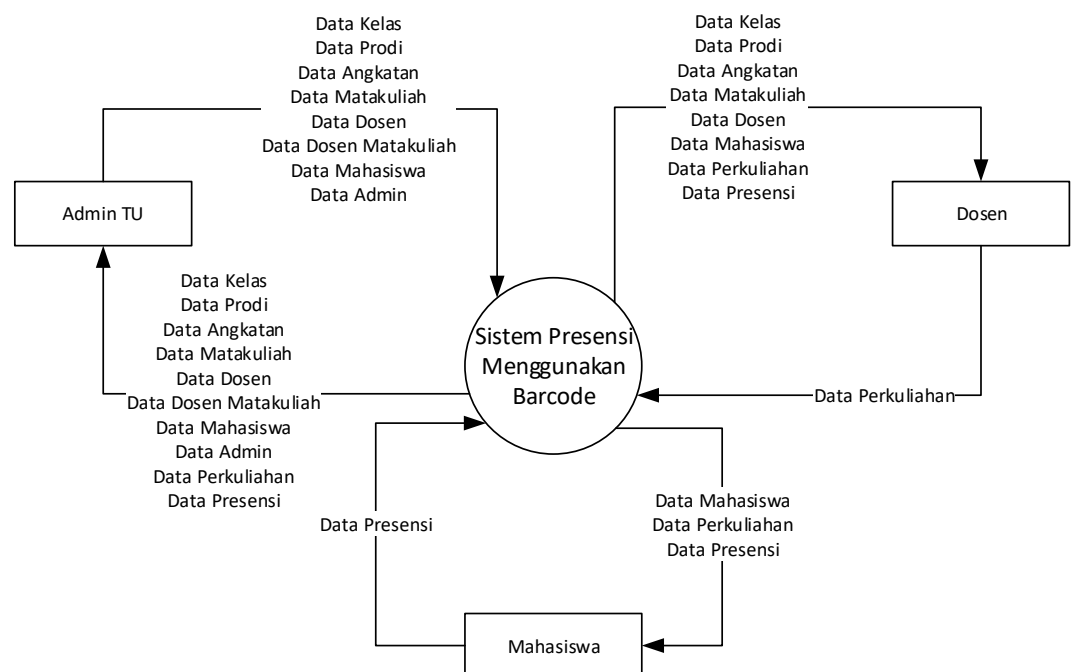 Data Kelas
Data Prodi
Data Angkatan
Data Matakuliah
Data Dosen
Data Dosen Matakuliah
Data Mahasiswa
Data Admin
Data Kelas
Data Prodi
Data Angkatan
Data Matakuliah
Data Dosen
Data Mahasiswa
Data Perkuliahan
Data Presensi
Admin TU
Dosen
Data Kelas
Data Prodi
Data Angkatan
Data Matakuliah
Data Dosen
Data Dosen Matakuliah
Data Mahasiswa
Data Admin
Data Perkuliahan
Data Presensi
Sistem Presensi
Menggunakan
Barcode
Data Perkuliahan
Data Presensi
Data Mahasiswa
Data Perkuliahan
Data Presensi
Mahasiswa